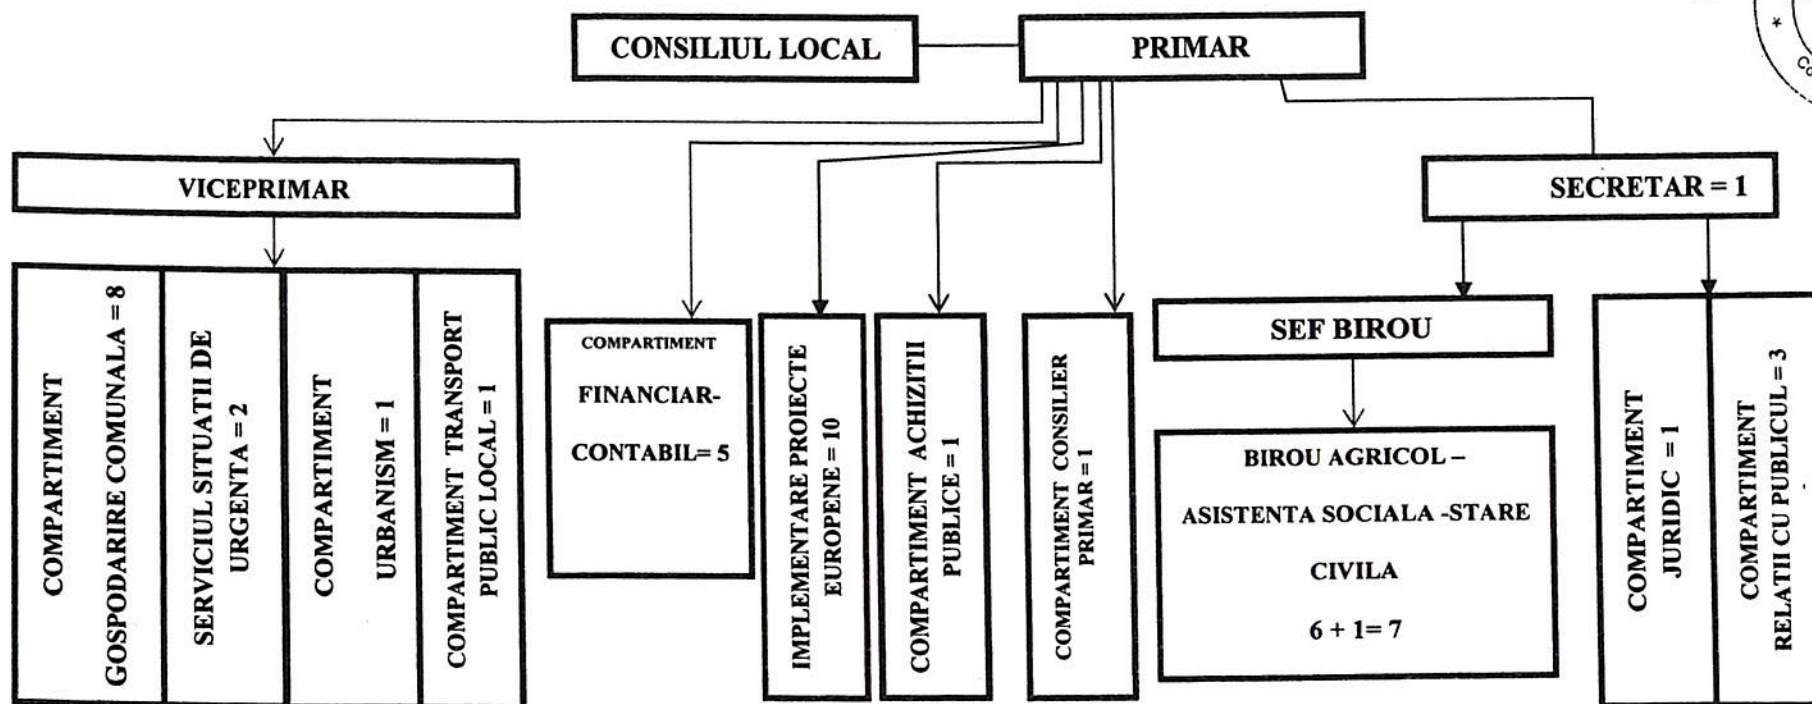 CONSILIUL LOCAL
PRIMAR
VICEPRIMAR
SECRETAR = 1
COMPARTIMENT
GOSPODARIRE COMUNALA = 8
SERVICIUL SITUATII DE
URGENTA = 2
COMPARTIMENT
URBANISM = 1
COMPARTIMENT TRANSPORT
PUBLIC LOCAL = 1
COMPARTIMENT
FINANCIAR-
CONTABIL= 5
IMPLEMENTARE PROIECTE
EUROPENE = 10
COMPARTIMENT ACHIZITII
PUBLICE = 1
COMPARTIMENT CONSILIER
PRIMAR = 1
SEF BIROU
BIROU AGRICOL –
ASISTENTA SOCIALA -STARE
CIVILA
6 + 1= 7
COMPARTIMENT
JURIDIC = 1
COMPARTIMENT
RELATII CU PUBLICUL = 3